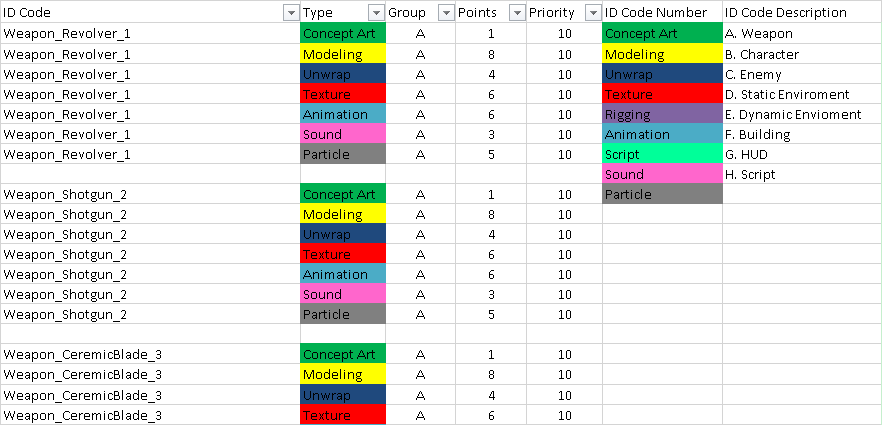 ID Code Type Group Points Priority ID Code Number ID Code Description
Weapon_Revolver_1 Concept Art A 1 10 Concept Art A. Weapon
Weapon_Revolver_1 Modeling A 8 10 Modeling B. Character
Weapon_Revolver_1 Unwrap A 4 10 Unwrap C. Enemy
Weapon_Revolver_1 Texture A 6 10 Texture D. Static Enviroment
Weapon_Revolver_1 Animation A 6 10 Rigging E. Dynamic Envioment
Weapon_Revolver_1 Sound A 3 10 Animation F. Building
Weapon_Revolver_1 Particle A 5 10 Script G. HUD
Sound H. Script
Weapon_Shotgun_2 Concept Art A 1 10 Particle
Weapon_Shotgun_2 Modeling A 8 10
Weapon_Shotgun_2 Unwrap A 4 10
Weapon_Shotgun_2 Texture A 6 10
Weapon_Shotgun_2 Animation A 6 10
Weapon_Shotgun_2 Sound A 3 10
Weapon_Shotgun_2 Particle A 5 10
Weapon_CeremicBlade_3 Concept Art A 1 10
Weapon_CeremicBlade_3 Modeling A 8 10
Weapon_CeremicBlade_3 Unwrap A 4 10
Weapon_CeremicBlade_3 Texture A 6 10